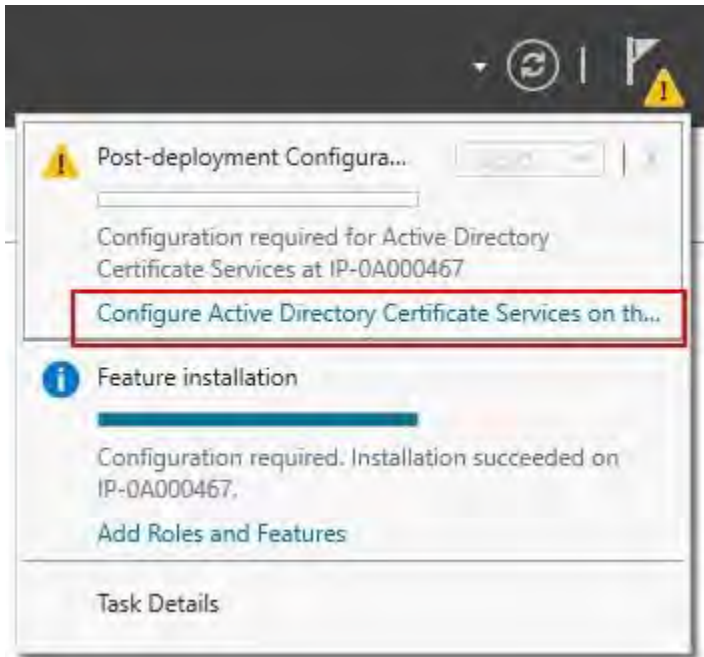 Post-deployment Configura...
Configuration required for Active Directory
Certificate Services at IP-0A000467
Configure Active Directory Certificate Services on th...
Feature installation
Configuration required. Installation succeeded on
IP-0A000467.
Add Roles and Features
Task Details